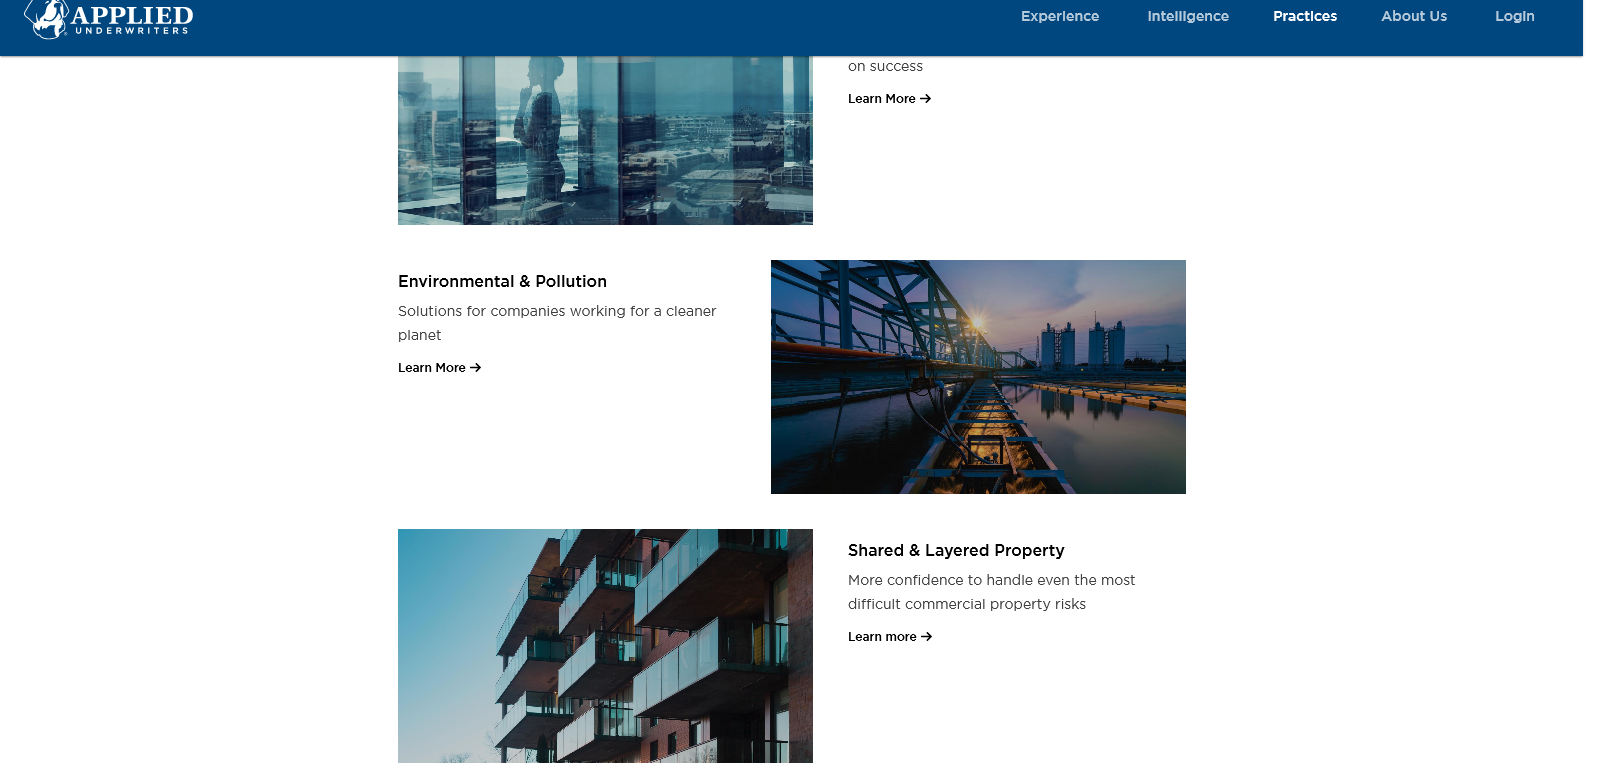 APPLIED
UNDERWRITERS
Experience
Intelligence
Practices
About Us
Login
on success
Learn More →
Environmental & Pollution
Solutions for companies working for a cleaner
planet
Learn More →
Shared & Layered Property
More confidence to handle even the most
difficult commercial property risks
Learn more →